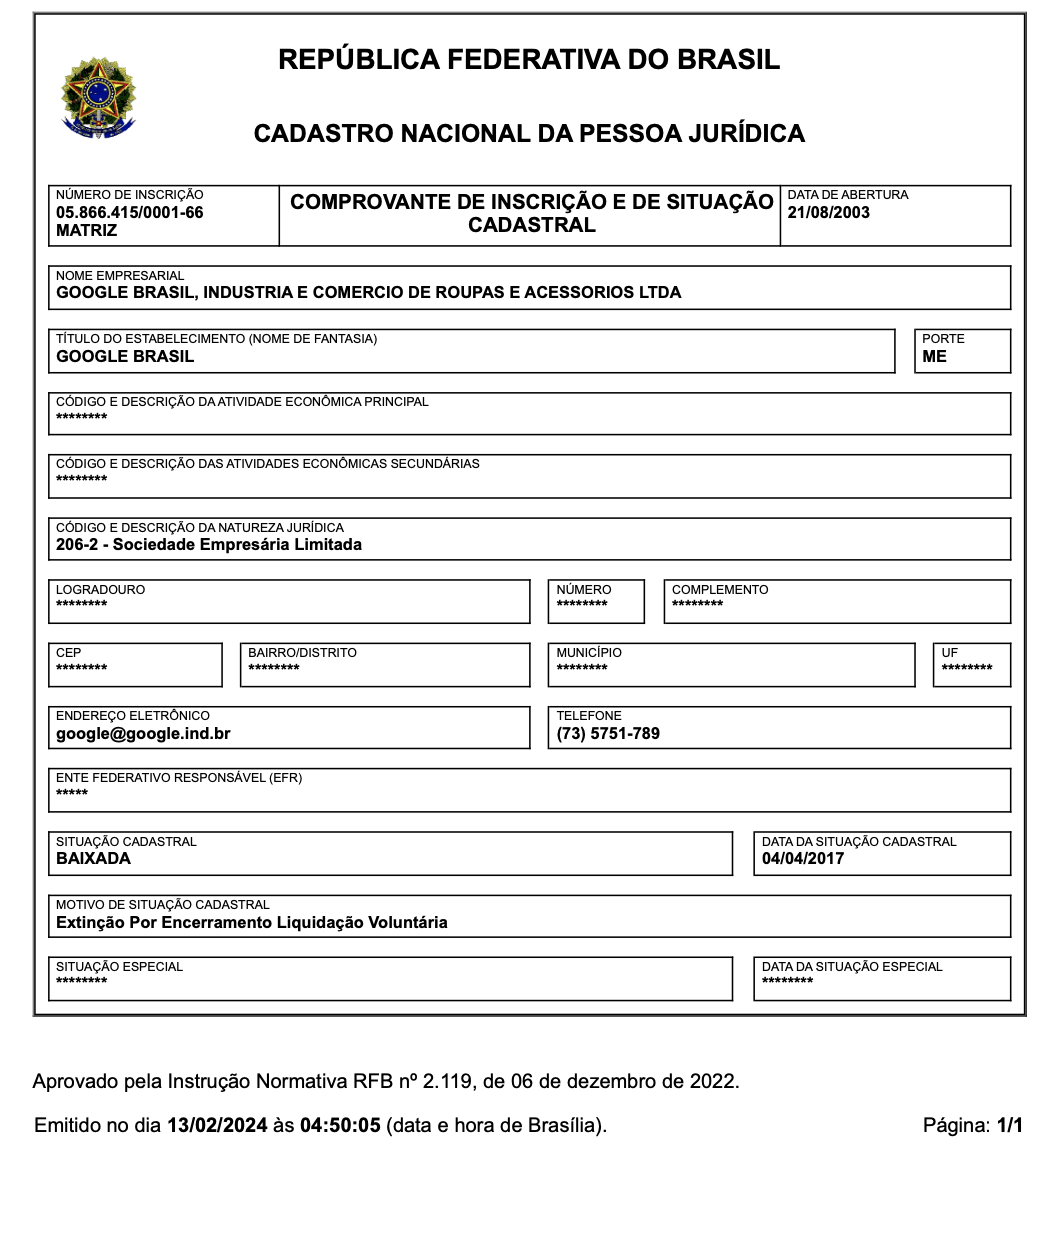 REPÚBLICA FEDERATIVA DO BRASIL
CADASTRO NACIONAL DA PESSOA JURÍDICA
NÚMERO DE INSCRIÇÃO
05.866.415/0001-66
MATRIZ
COMPROVANTE DE INSCRIÇÃO E DE SITUAÇÃO
CADASTRAL
DATA DE ABERTURA
21/08/2003
NOME EMPRESARIAL
GOOGLE BRASIL, INDUSTRIA E COMERCIO DE ROUPAS E ACESSORIOS LTDA
TÍTULO DO ESTABELECIMENTO (NOME DE FANTASIA)
GOOGLE BRASIL
PORTE
ME
CÓDIGO E DESCRIÇÃO DA ATIVIDADE ECONÔMICA PRINCIPAL
********
CÓDIGO E DESCRIÇÃO DAS ATIVIDADES ECONÔMICAS SECUNDÁRIAS
********
CÓDIGO E DESCRIÇÃO DA NATUREZA JURÍDICA
206-2 - Sociedade Empresária Limitada
LOGRADOURO
********
NÚMERO
********
COMPLEMENTO
********
CEP
********
BAIRRO/DISTRITO
********
MUNICÍPIO
********
UF
********
ENDEREÇO ELETRÔNICO
google@google.ind.br
TELEFONE
(73) 5751-789
ENTE FEDERATIVO RESPONSÁVEL (EFR)
*****
SITUAÇÃO CADASTRAL
BAIXADA
DATA DA SITUAÇÃO CADASTRAL
04/04/2017
MOTIVO DE SITUAÇÃO CADASTRAL
Extinção Por Encerramento Liquidação Voluntária
SITUAÇÃO ESPECIAL
********
DATA DA SITUAÇÃO ESPECIAL
********
Aprovado pela Instrução Normativa RFB nº 2.119, de 06 de dezembro de 2022.
Emitido no dia 13/02/2024 às 04:50:05 (data e hora de Brasília).
Página: 1/1